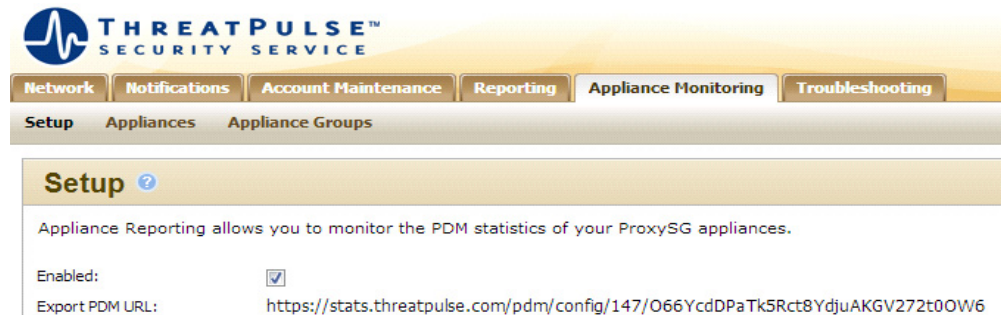 THREATPULSE™
SECURITY SERVICE
Network Notifications Account Maintenance Reporting Appliance Monitoring Troubleshooting
Setup Appliances Appliance Groups
Setup ?
Appliance Reporting allows you to monitor the PDM statistics of your ProxySG appliances.
Enabled:
Export PDM URL: https://stats.threatpulse.com/pdm/config/147/O66YcdDPaTk5Rct8YdjuAKGV272t0OW6